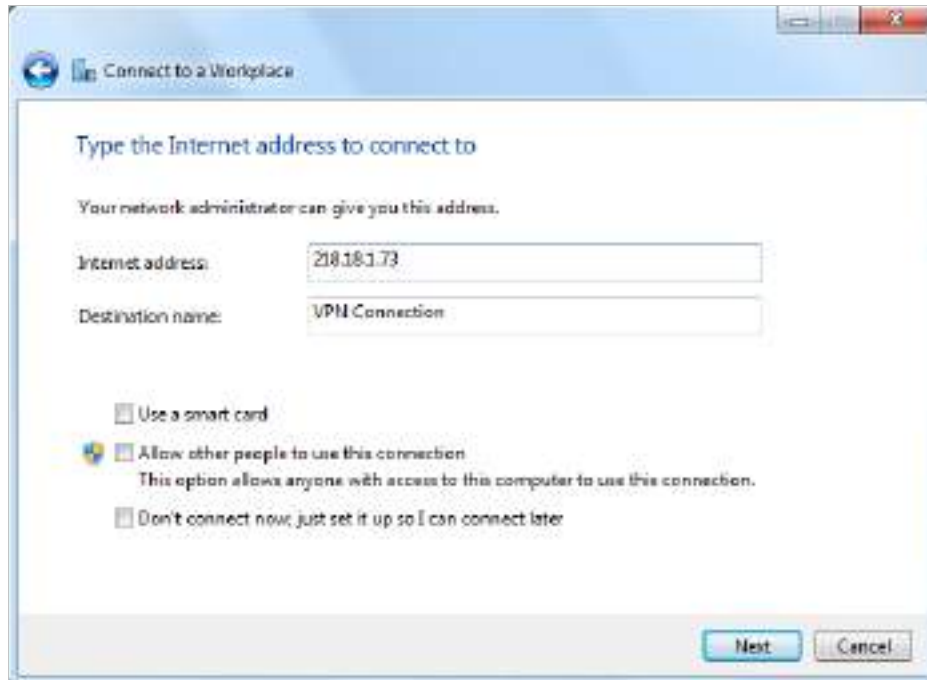 Connect to a Workplace
Type the Internet address to connect to
Your network administrator can give you this address.
Internet address:
218.18.1.73
Destination name:
VPN Connection
Use a smart card
Allow other people to use this connection
This option allows anyone with access to this computer to use this connection.
Don't connect now; just set it up so I can connect later
Next
Cancel